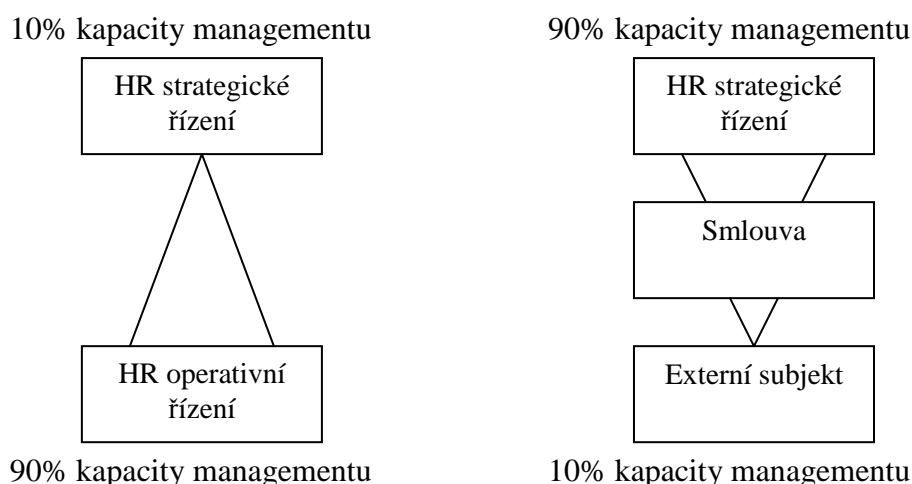 10% kapacity managementu
HR strategické
řízení
HR operativní
řízení
90% kapacity managementu
90% kapacity managementu
HR strategické
řízení
Smlouva
Externí subjekt
10% kapacity managementu